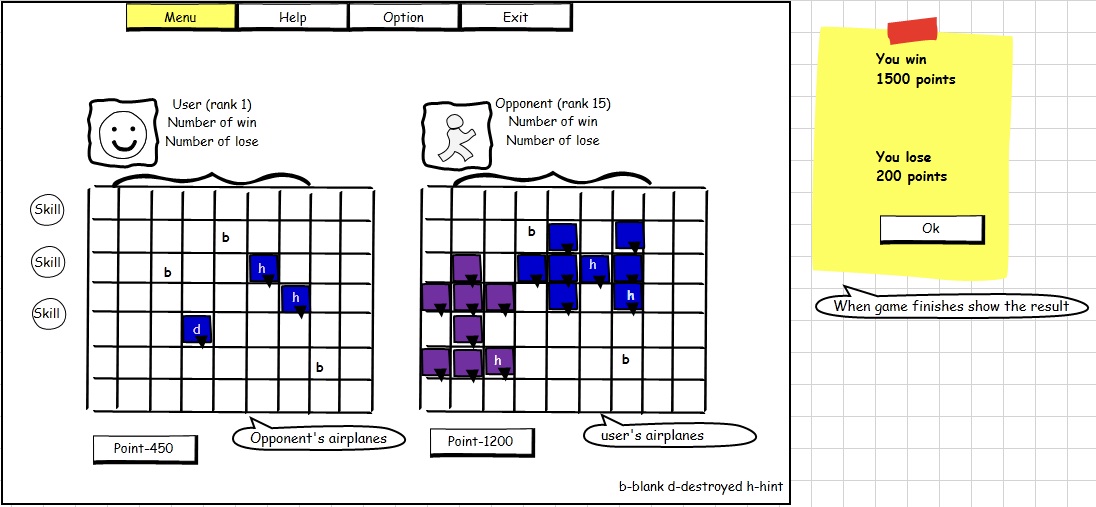 Menu
Help
Option
Exit
User (rank 1)
Number of win
Number of lose
Opponent (rank 15)
Number of win
Number of lose
Skill
Skill
Skill
b
b
h
h
d
b
b
h
h
h
b
Point-450
Opponent's airplanes
Point-1200
user's airplanes
b-blank d-destroyed h-hint
You win
1500 points
You lose
200 points
Ok
When game finishes show the result